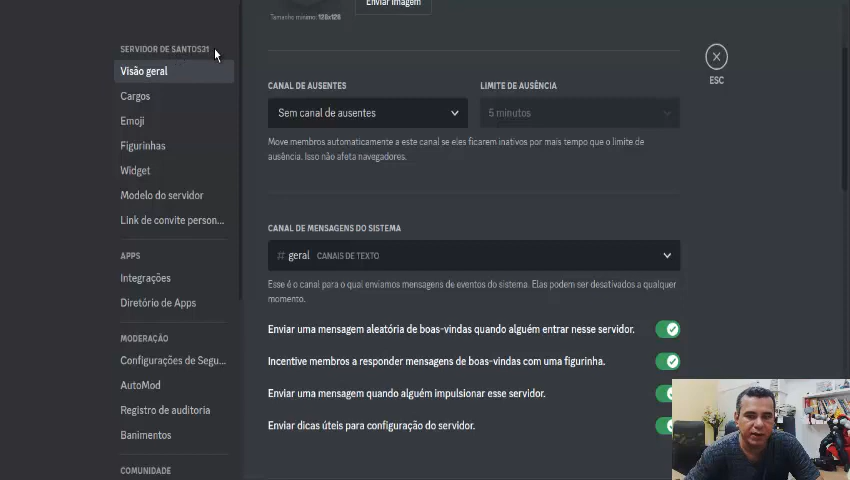 Enviar Imagem
Tamanho mínimo: 128x128
SERVIDOR DE SANTOS31
Visão geral
Cargos
Emoji
Figurinhas
Widget
Modelo do servidor
Link de convite person...
APPS
Integrações
Diretório de Apps
MODERAÇÃO
Configurações de Segu...
AutoMod
Registro de auditoria
Banimentos
COMUNIDADE
CANAL DE AUSENTES
LIMITE DE AUSÊNCIA
Sem canal de ausentes
5 minutos
Move membros automaticamente a este canal se eles ficarem inativos por mais tempo que o limite de
ausência. Isso não afeta navegadores.
CANAL DE MENSAGENS DO SISTEMA
# geral CANAIS DE TEXTO
Esse é o canal para o qual enviamos mensagens de eventos do sistema. Elas podem ser desativados a qualquer
momento.
Enviar uma mensagem aleatória de boas-vindas quando alguém entrar nesse servidor.
Incentive membros a responder mensagens de boas-vindas com uma figurinha.
Enviar uma mensagem quando alguém impulsionar esse servidor.
Enviar dicas úteis para configuração do servidor.
ESC